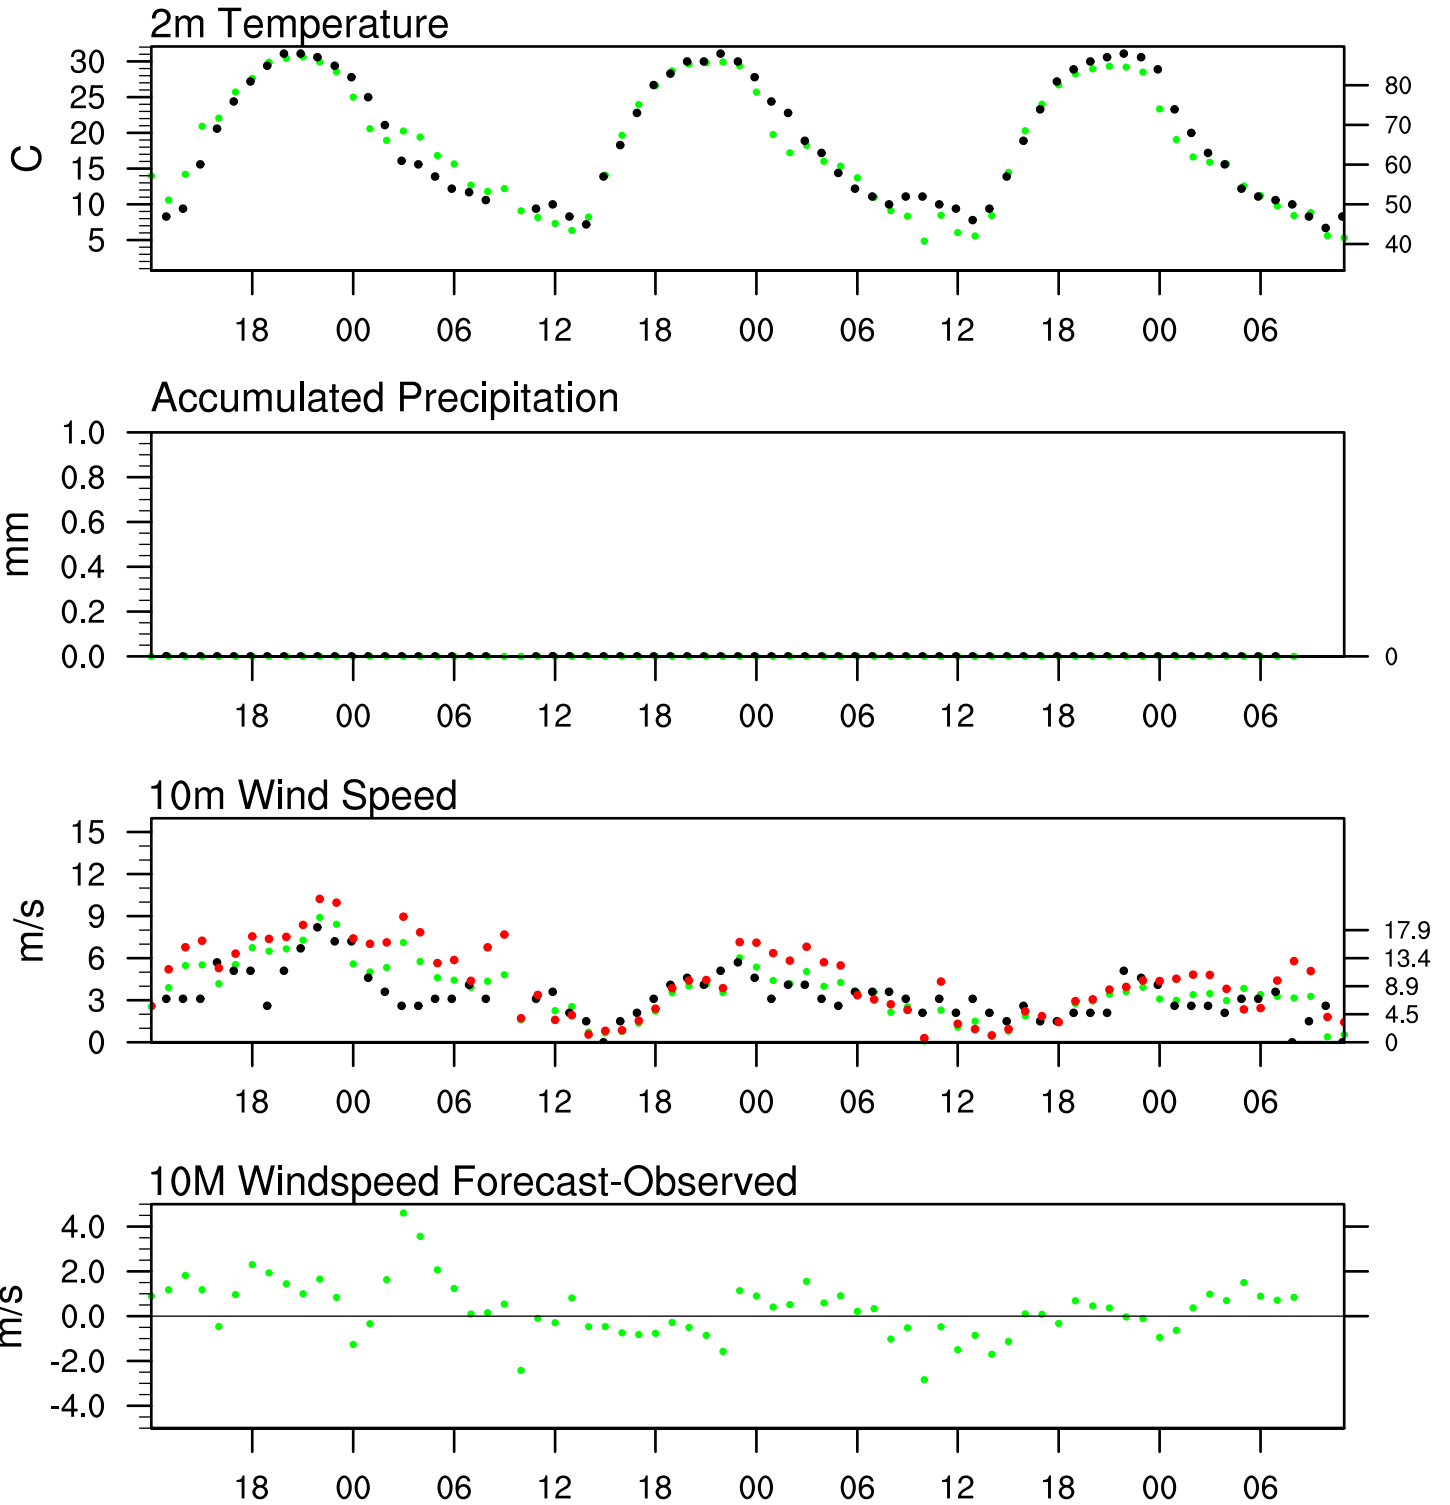 2m Temperature
30
25
20
15
10
5
C
80
70
60
50
40
18 00 06 12 18 00 06 12 18 00 06
Accumulated Precipitation
1.0
0.8
0.6
0.4
0.2
0.0
mm
0
18 00 06 12 18 00 06 12 18 00 06
10m Wind Speed
15
12
9
6
3
0
m/s
17.9
13.4
8.9
4.5
0
18 00 06 12 18 00 06 12 18 00 06
10M Windspeed Forecast-Observed
4.0
2.0
0.0
-2.0
-4.0
m/s
18 00 06 12 18 00 06 12 18 00 06